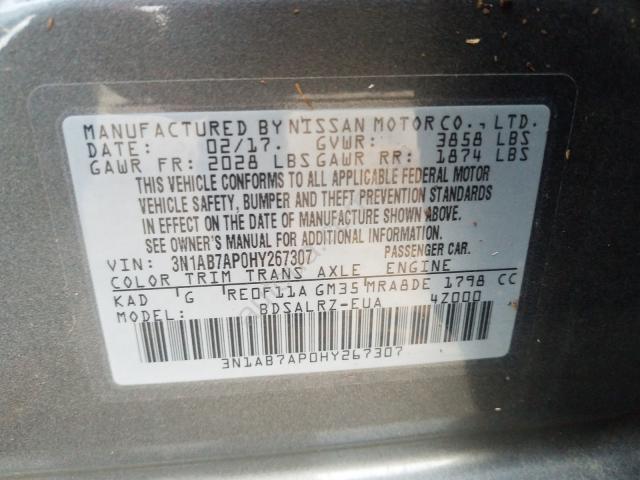 MANUFACTURED BY NISSAN MOTOR CO., LTD.
DATE: 02/17. GVWR: 3858 LBS
GAWR FR: 2028 LBS GAWR RR: 1874 LBS
THIS VEHICLE CONFORMS TO ALL APPLICABLE FEDERAL MOTOR
VEHICLE SAFETY, BUMPER AND THEFT PREVENTION STANDARDS
IN EFFECT ON THE DATE OF MANUFACTURE SHOWN ABOVE.
SEE OWNER'S MANUAL FOR ADDITIONAL INFORMATION.
VIN: 3N1AB7AP0HY267307 PASSENGER CAR.
COLOR TRIM TRANS AXLE ENGINE
KAD G RE0F11A GM35 MRA8DE 1798 CC
MODEL: BDSALRZ-EUA 4Z000
3N1AB7AP0HY267307